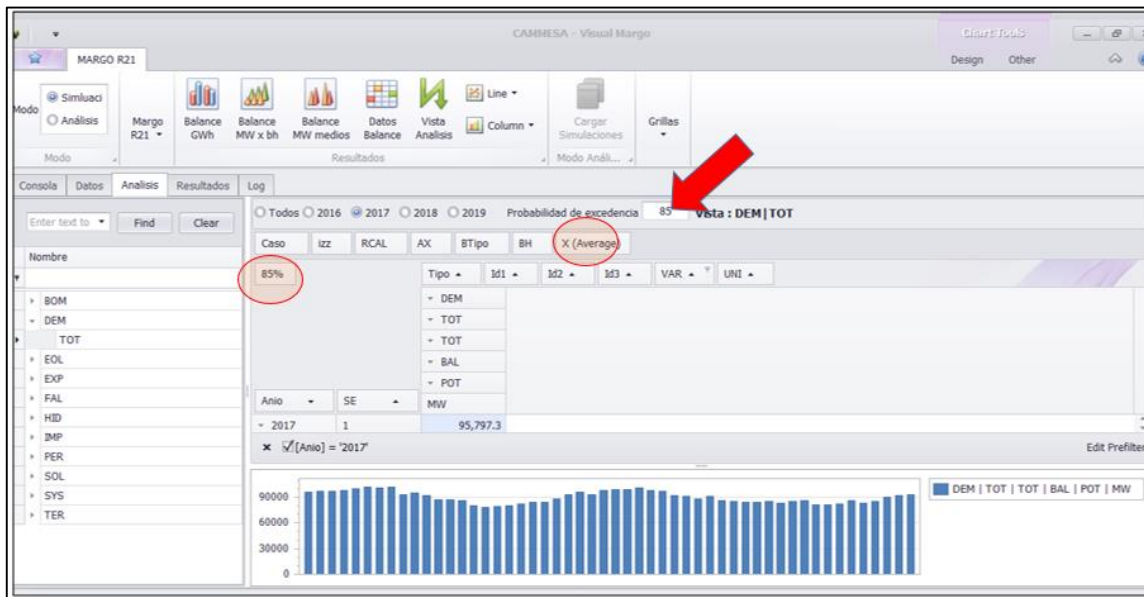 CAMMESA - Visual Margo
Chart Tools
MARGO R21
Design Other
Modo
Simluaci
Análisis
Margo R21
Balance GWh
Balance MW x bh
Balance MW medios
Datos Balance
Vista Analisis
Line
Column
Cargar Simulaciones
Grillas
Modo
Resultados
Modo Análi...
Consola Datos Analisis Resultados Log
Enter text to Find Clear
Todos 2016 2017 2018 2019 Probabilidad de excedencia 85 Vista : DEM|TOT
Caso izz RCAL AX BTipo BH X (Average)
Nombre
85% Tipo Id1 Id2 Id3 VAR UNI
BOM
DEM
TOT
EOL
EXP
FAL
HID
IMP
PER
SOL
SYS
TER
DEM
TOT
TOT
BAL
POT
Anio SE MW
2017 1 95,797.3
[Anio] = '2017' Edit Prefilter
90000
60000
30000
0
DEM | TOT | TOT | BAL | POT | MW